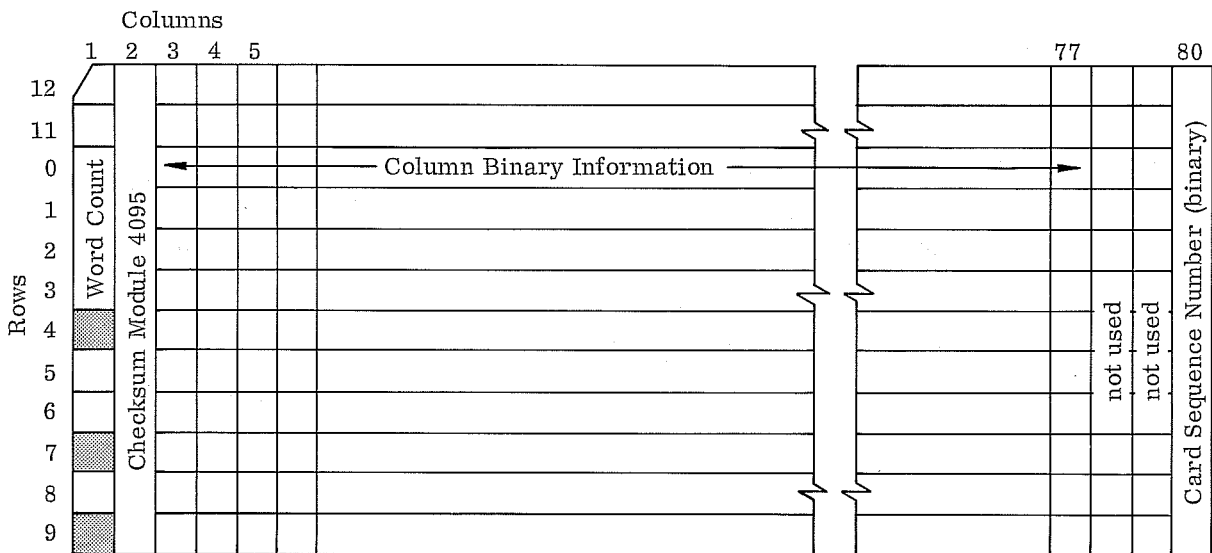 Columns
1 2 3 4 5 77 80
12
11
0
1
2
3
4
5
6
7
8
9
Rows
Word Count
Checksum Module 4095
Column Binary Information
not used
not used
Card Sequence Number (binary)